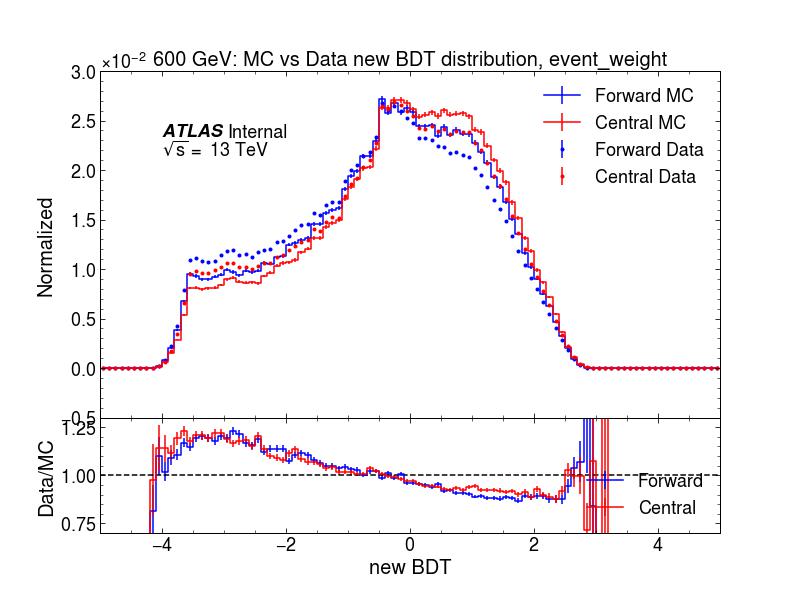 ×10⁻² 600 GeV: MC vs Data new BDT distribution, event_weight
3.0
2.5
2.0
1.5
1.0
0.5
0.0
Normalized
ATLAS Internal
√s = 13 TeV
Forward MC
Central MC
Forward Data
Central Data
1.25
1.00
0.75
Data/MC
Forward
Central
−4
−2
0
2
4
new BDT